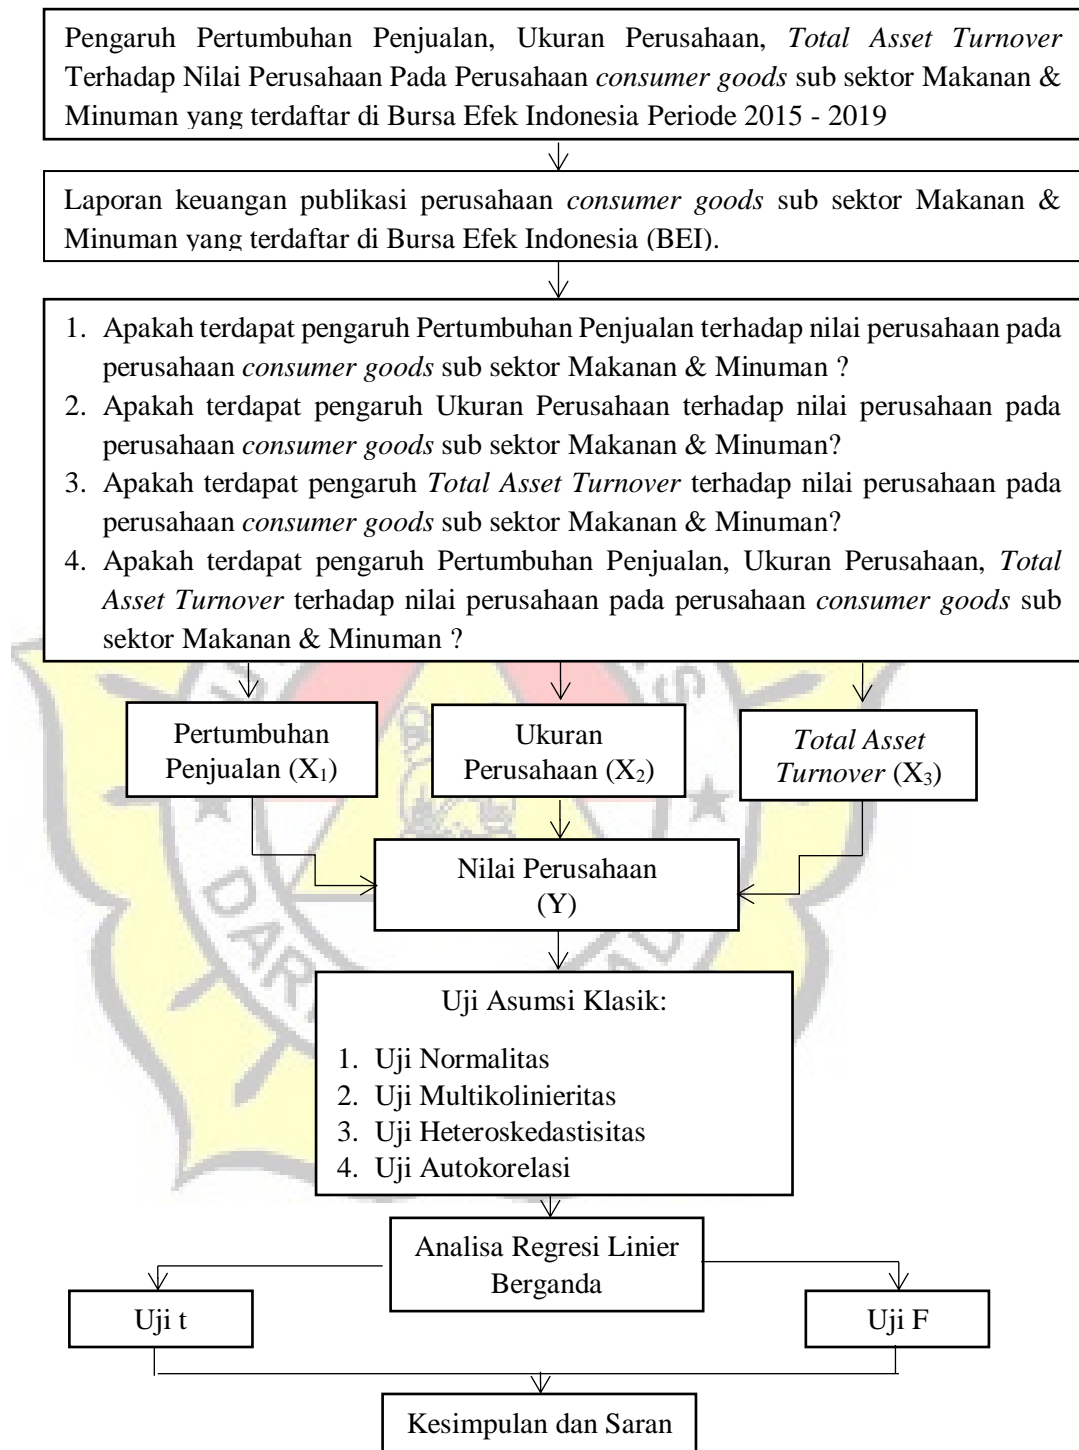 Pengaruh Pertumbuhan Penjualan, Ukuran Perusahaan, Total Asset Turnover
Terhadap Nilai Perusahaan Pada Perusahaan consumer goods sub sektor Makanan &
Minuman yang terdaftar di Bursa Efek Indonesia Periode 2015 - 2019
Laporan keuangan publikasi perusahaan consumer goods sub sektor Makanan &
Minuman yang terdaftar di Bursa Efek Indonesia (BEI).
1. Apakah terdapat pengaruh Pertumbuhan Penjualan terhadap nilai perusahaan pada
perusahaan consumer goods sub sektor Makanan & Minuman ?
2. Apakah terdapat pengaruh Ukuran Perusahaan terhadap nilai perusahaan pada
perusahaan consumer goods sub sektor Makanan & Minuman?
3. Apakah terdapat pengaruh Total Asset Turnover terhadap nilai perusahaan pada
perusahaan consumer goods sub sektor Makanan & Minuman?
4. Apakah terdapat pengaruh Pertumbuhan Penjualan, Ukuran Perusahaan, Total
Asset Turnover terhadap nilai perusahaan pada perusahaan consumer goods sub
sektor Makanan & Minuman ?
Pertumbuhan
Penjualan (X₁)
Ukuran
Perusahaan (X₂)
Total Asset
Turnover (X₃)
Nilai Perusahaan
(Y)
Uji Asumsi Klasik:
1. Uji Normalitas
2. Uji Multikolinieritas
3. Uji Heteroskedastisitas
4. Uji Autokorelasi
Analisa Regresi Linier
Berganda
Uji t
Uji F
Kesimpulan dan Saran